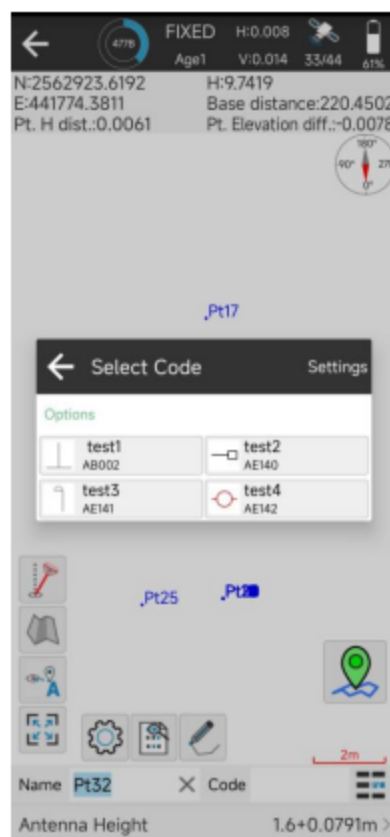 4776
FIXED H:0.008
Age1 V:0.014 33/44 61%
N:2562923.6192 H:9.7419
E:441774.3811 Base distance:220.4502
Pt. H dist.:0.0061 Pt. Elevation diff.:-0.0078
180°
90° 27
0°
Pt17
Select Code Settings
Options
test1 test2
AB002 AE140
test3 test4
AE141 AE142
Pt25
A
2m
Name Pt32 Code
Antenna Height 1.6+0.0791m